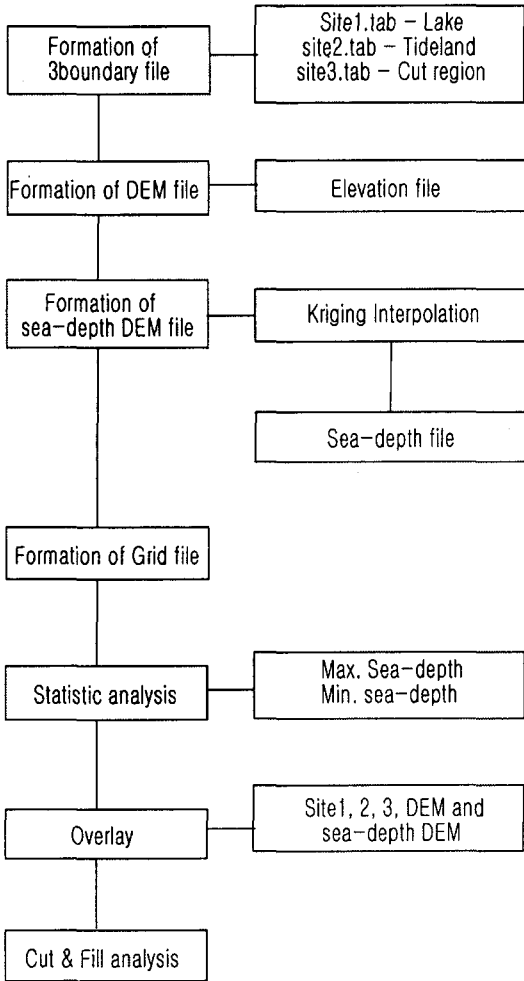 Formation of
3boundary file
Site1.tab – Lake
site2.tab – Tideland
site3.tab – Cut region
Formation of DEM file
Elevation file
Formation of
sea-depth DEM file
Kriging Interpolation
Sea-depth file
Formation of Grid file
Statistic analysis
Max. Sea-depth
Min. sea-depth
Overlay
Site1, 2, 3, DEM and
sea-depth DEM
Cut & Fill analysis